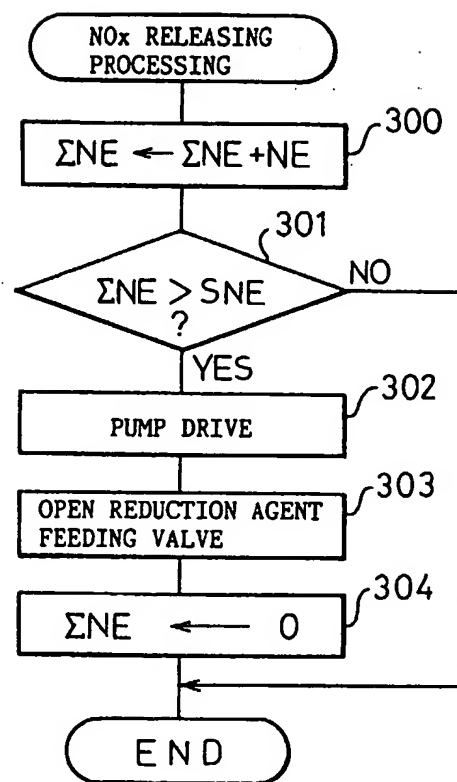 NOx RELEASING
PROCESSING
300
ΣNE ← ΣNE+NE
301
ΣNE > SNE
?
NO
YES
302
PUMP DRIVE
303
OPEN REDUCTION AGENT
FEEDING VALVE
304
ΣNE ← 0
END